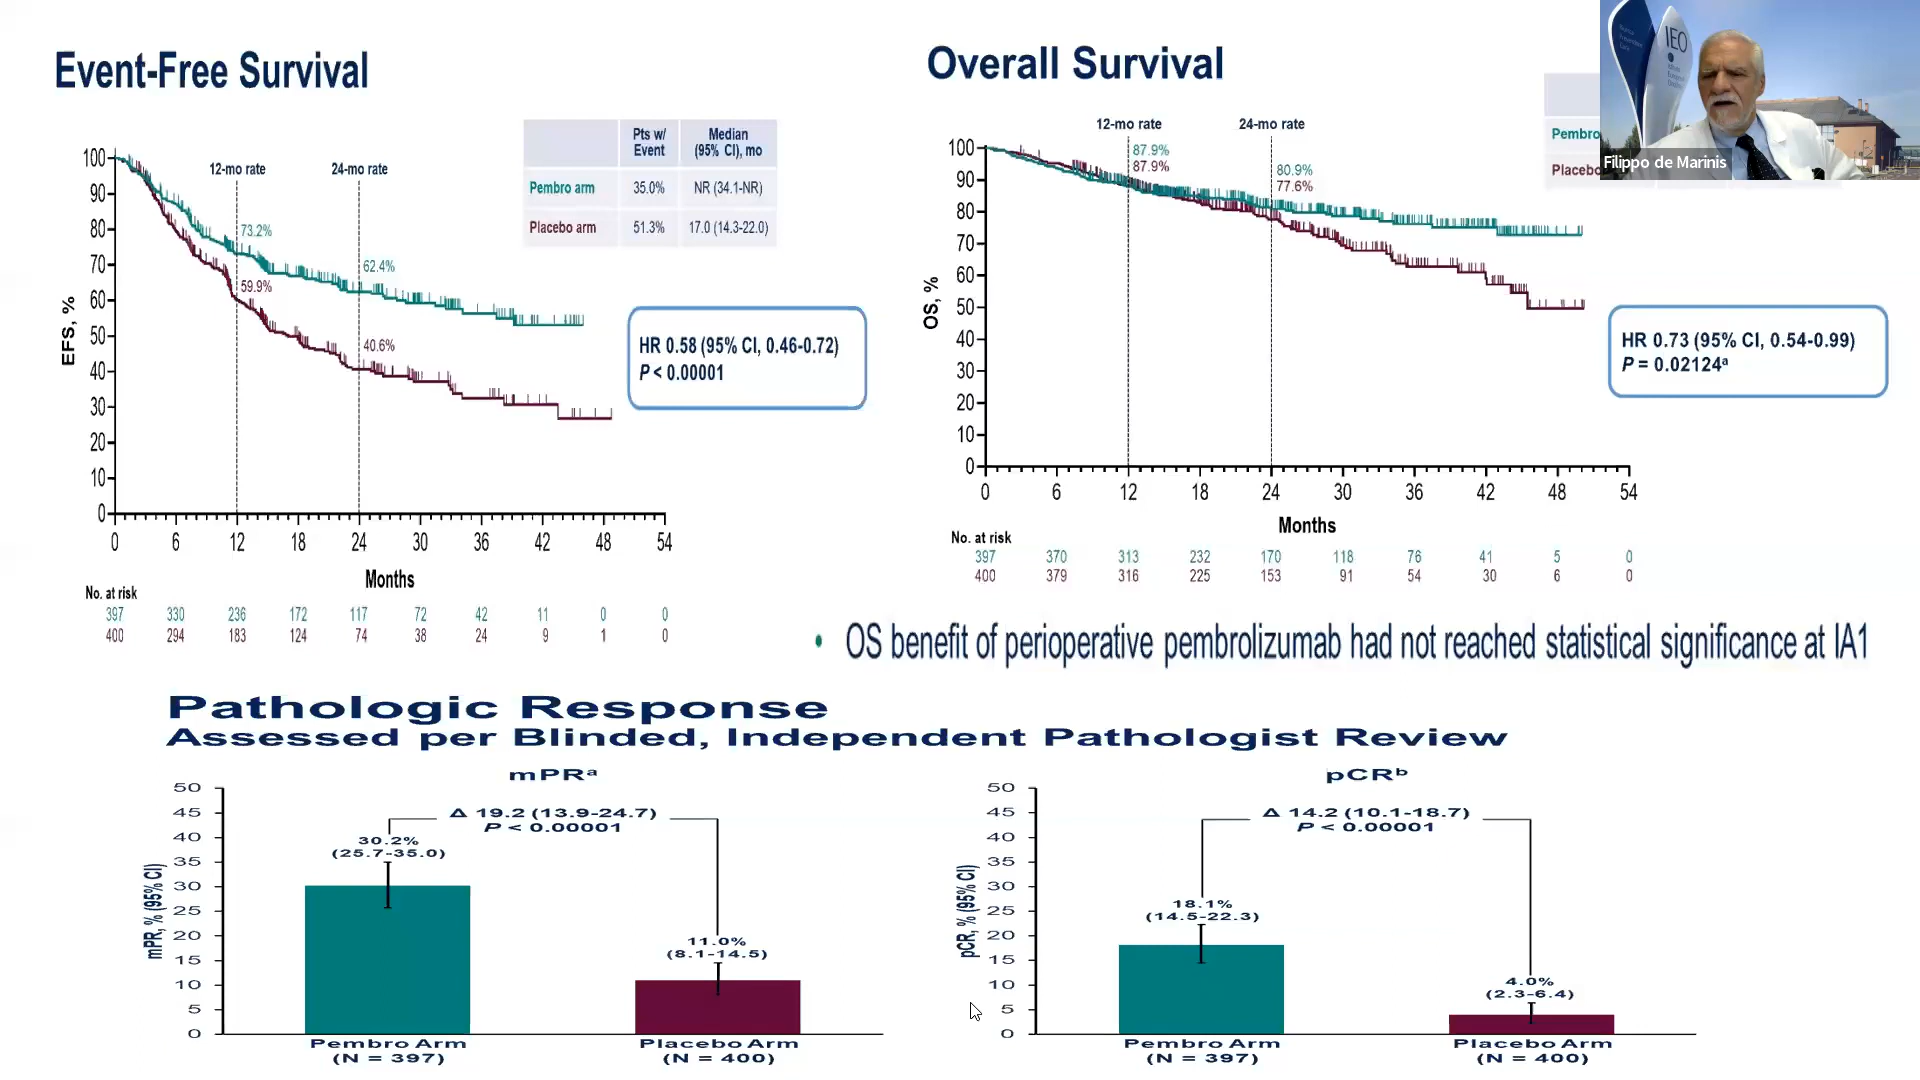 Event-Free Survival
Pts w/ Event
Median (95% CI), mo
Pembro arm 35.0% NR (34.1-NR)
Placebo arm 51.3% 17.0 (14.3-22.0)
12-mo rate
24-mo rate
73.2%
59.9%
62.4%
40.6%
HR 0.58 (95% CI, 0.46-0.72)
P < 0.00001
EFS, %
100
90
80
70
60
50
40
30
20
10
0
0 6 12 18 24 30 36 42 48 54
Months
No. at risk
397 330 236 172 117 72 42 11 0 0
400 294 183 124 74 38 24 9 1 0
Overall Survival
12-mo rate
24-mo rate
87.9%
87.9%
80.9%
77.6%
Pembro
Placebo
IEO
Filippo de Marinis
HR 0.73 (95% CI, 0.54-0.99)
P = 0.02124ª
OS, %
100
90
80
70
60
50
40
30
20
10
0
0 6 12 18 24 30 36 42 48 54
Months
No. at risk
397 370 313 232 170 118 76 41 5 0
400 379 316 225 153 91 54 30 6 0
• OS benefit of perioperative pembrolizumab had not reached statistical significance at IA1
Pathologic Response
Assessed per Blinded, Independent Pathologist Review
mPRª
Δ 19.2 (13.9-24.7)
P < 0.00001
30.2%
(25.7-35.0)
11.0%
(8.1-14.5)
mPR, % (95% CI)
50
45
40
35
30
25
20
15
10
5
0
Pembro Arm
(N = 397)
Placebo Arm
(N = 400)
pCRᵇ
Δ 14.2 (10.1-18.7)
P < 0.00001
18.1%
(14.5-22.3)
4.0%
(2.3-6.4)
pCR, % (95% CI)
50
45
40
35
30
25
20
15
10
5
0
Pembro Arm
(N = 397)
Placebo Arm
(N = 400)